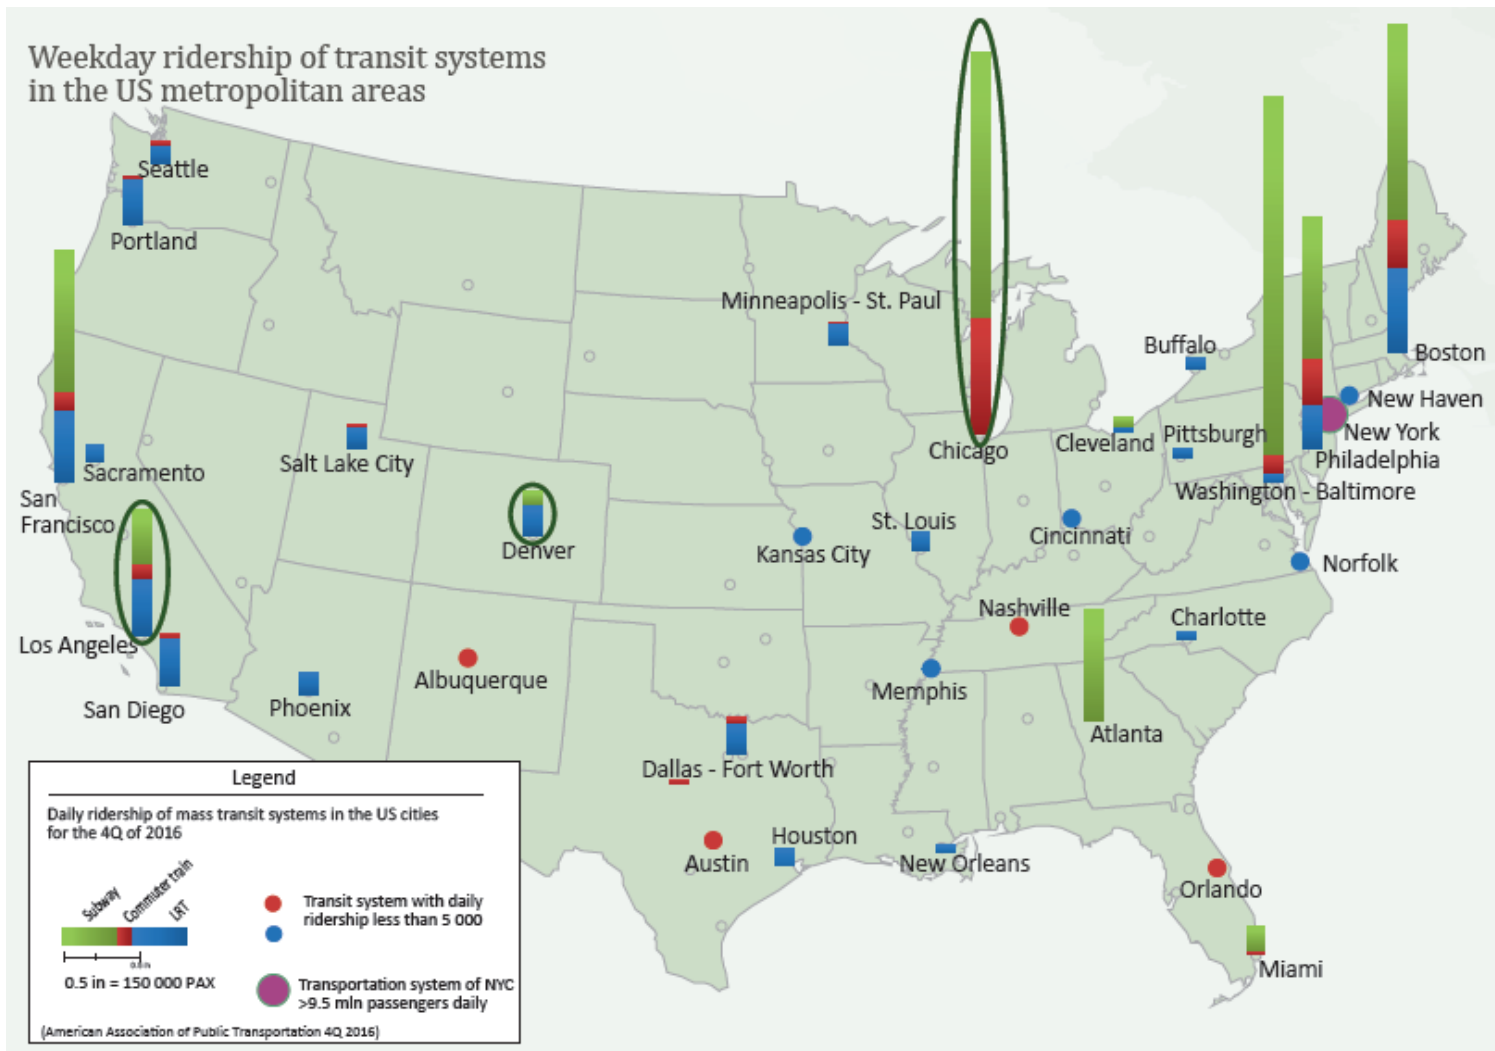 Weekday ridership of transit systems
in the US metropolitan areas
Seattle
Portland
Minneapolis - St. Paul
Buffalo
Boston
New Haven
New York
Philadelphia
Washington - Baltimore
Pittsburgh
Cleveland
Chicago
Salt Lake City
Sacramento
San
Francisco
Denver
St. Louis
Kansas City
Cincinnati
Norfolk
Nashville
Charlotte
Los Angeles
San Diego
Phoenix
Albuquerque
Memphis
Atlanta
Dallas - Fort Worth
Houston
Austin
New Orleans
Orlando
Miami
Legend
Daily ridership of mass transit systems in the US cities
for the 4Q of 2016
Subway
Commuter train
LRT
0.5 in = 150 000 PAX
Transit system with daily
ridership less than 5 000
Transportation system of NYC
>9.5 mln passengers daily
(American Association of Public Transportation 4Q 2016)